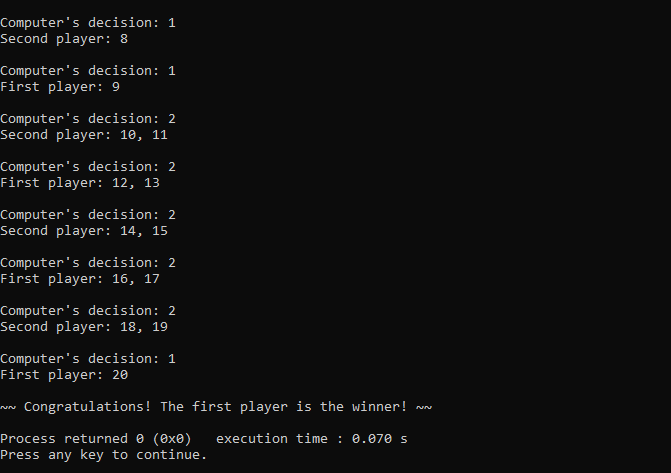 Computer's decision: 1
Second player: 8
Computer's decision: 1
First player: 9
Computer's decision: 2
Second player: 10, 11
Computer's decision: 2
First player: 12, 13
Computer's decision: 2
Second player: 14, 15
Computer's decision: 2
First player: 16, 17
Computer's decision: 2
Second player: 18, 19
Computer's decision: 1
First player: 20
~~ Congratulations! The first player is the winner! ~~
Process returned 0 (0x0)   execution time : 0.070 s
Press any key to continue.